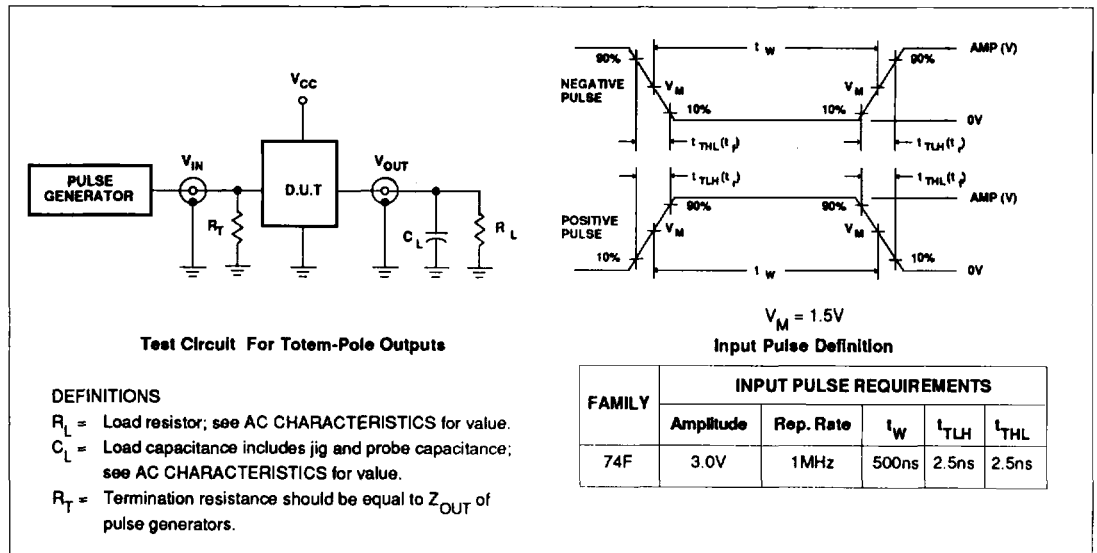 V_CC
V_IN
V_OUT
PULSE
GENERATOR
D.U.T
R_T
C_L
R_L
Test Circuit For Totem-Pole Outputs
DEFINITIONS
R_L = Load resistor; see AC CHARACTERISTICS for value.
C_L = Load capacitance includes jig and probe capacitance;
see AC CHARACTERISTICS for value.
R_T = Termination resistance should be equal to Z_OUT of
pulse generators.
t_W
AMP (V)
90%
90%
NEGATIVE
PULSE
V_M
V_M
10%
10%
0V
t_THL(t_f)
t_TLH(t_r)
t_TLH(t_r)
t_THL(t_f)
AMP (V)
90%
90%
POSITIVE
PULSE
V_M
V_M
10%
10%
t_W
0V
V_M = 1.5V
Input Pulse Definition
FAMILY
INPUT PULSE REQUIREMENTS
Amplitude Rep. Rate t_W t_TLH t_THL
74F 3.0V 1MHz 500ns 2.5ns 2.5ns